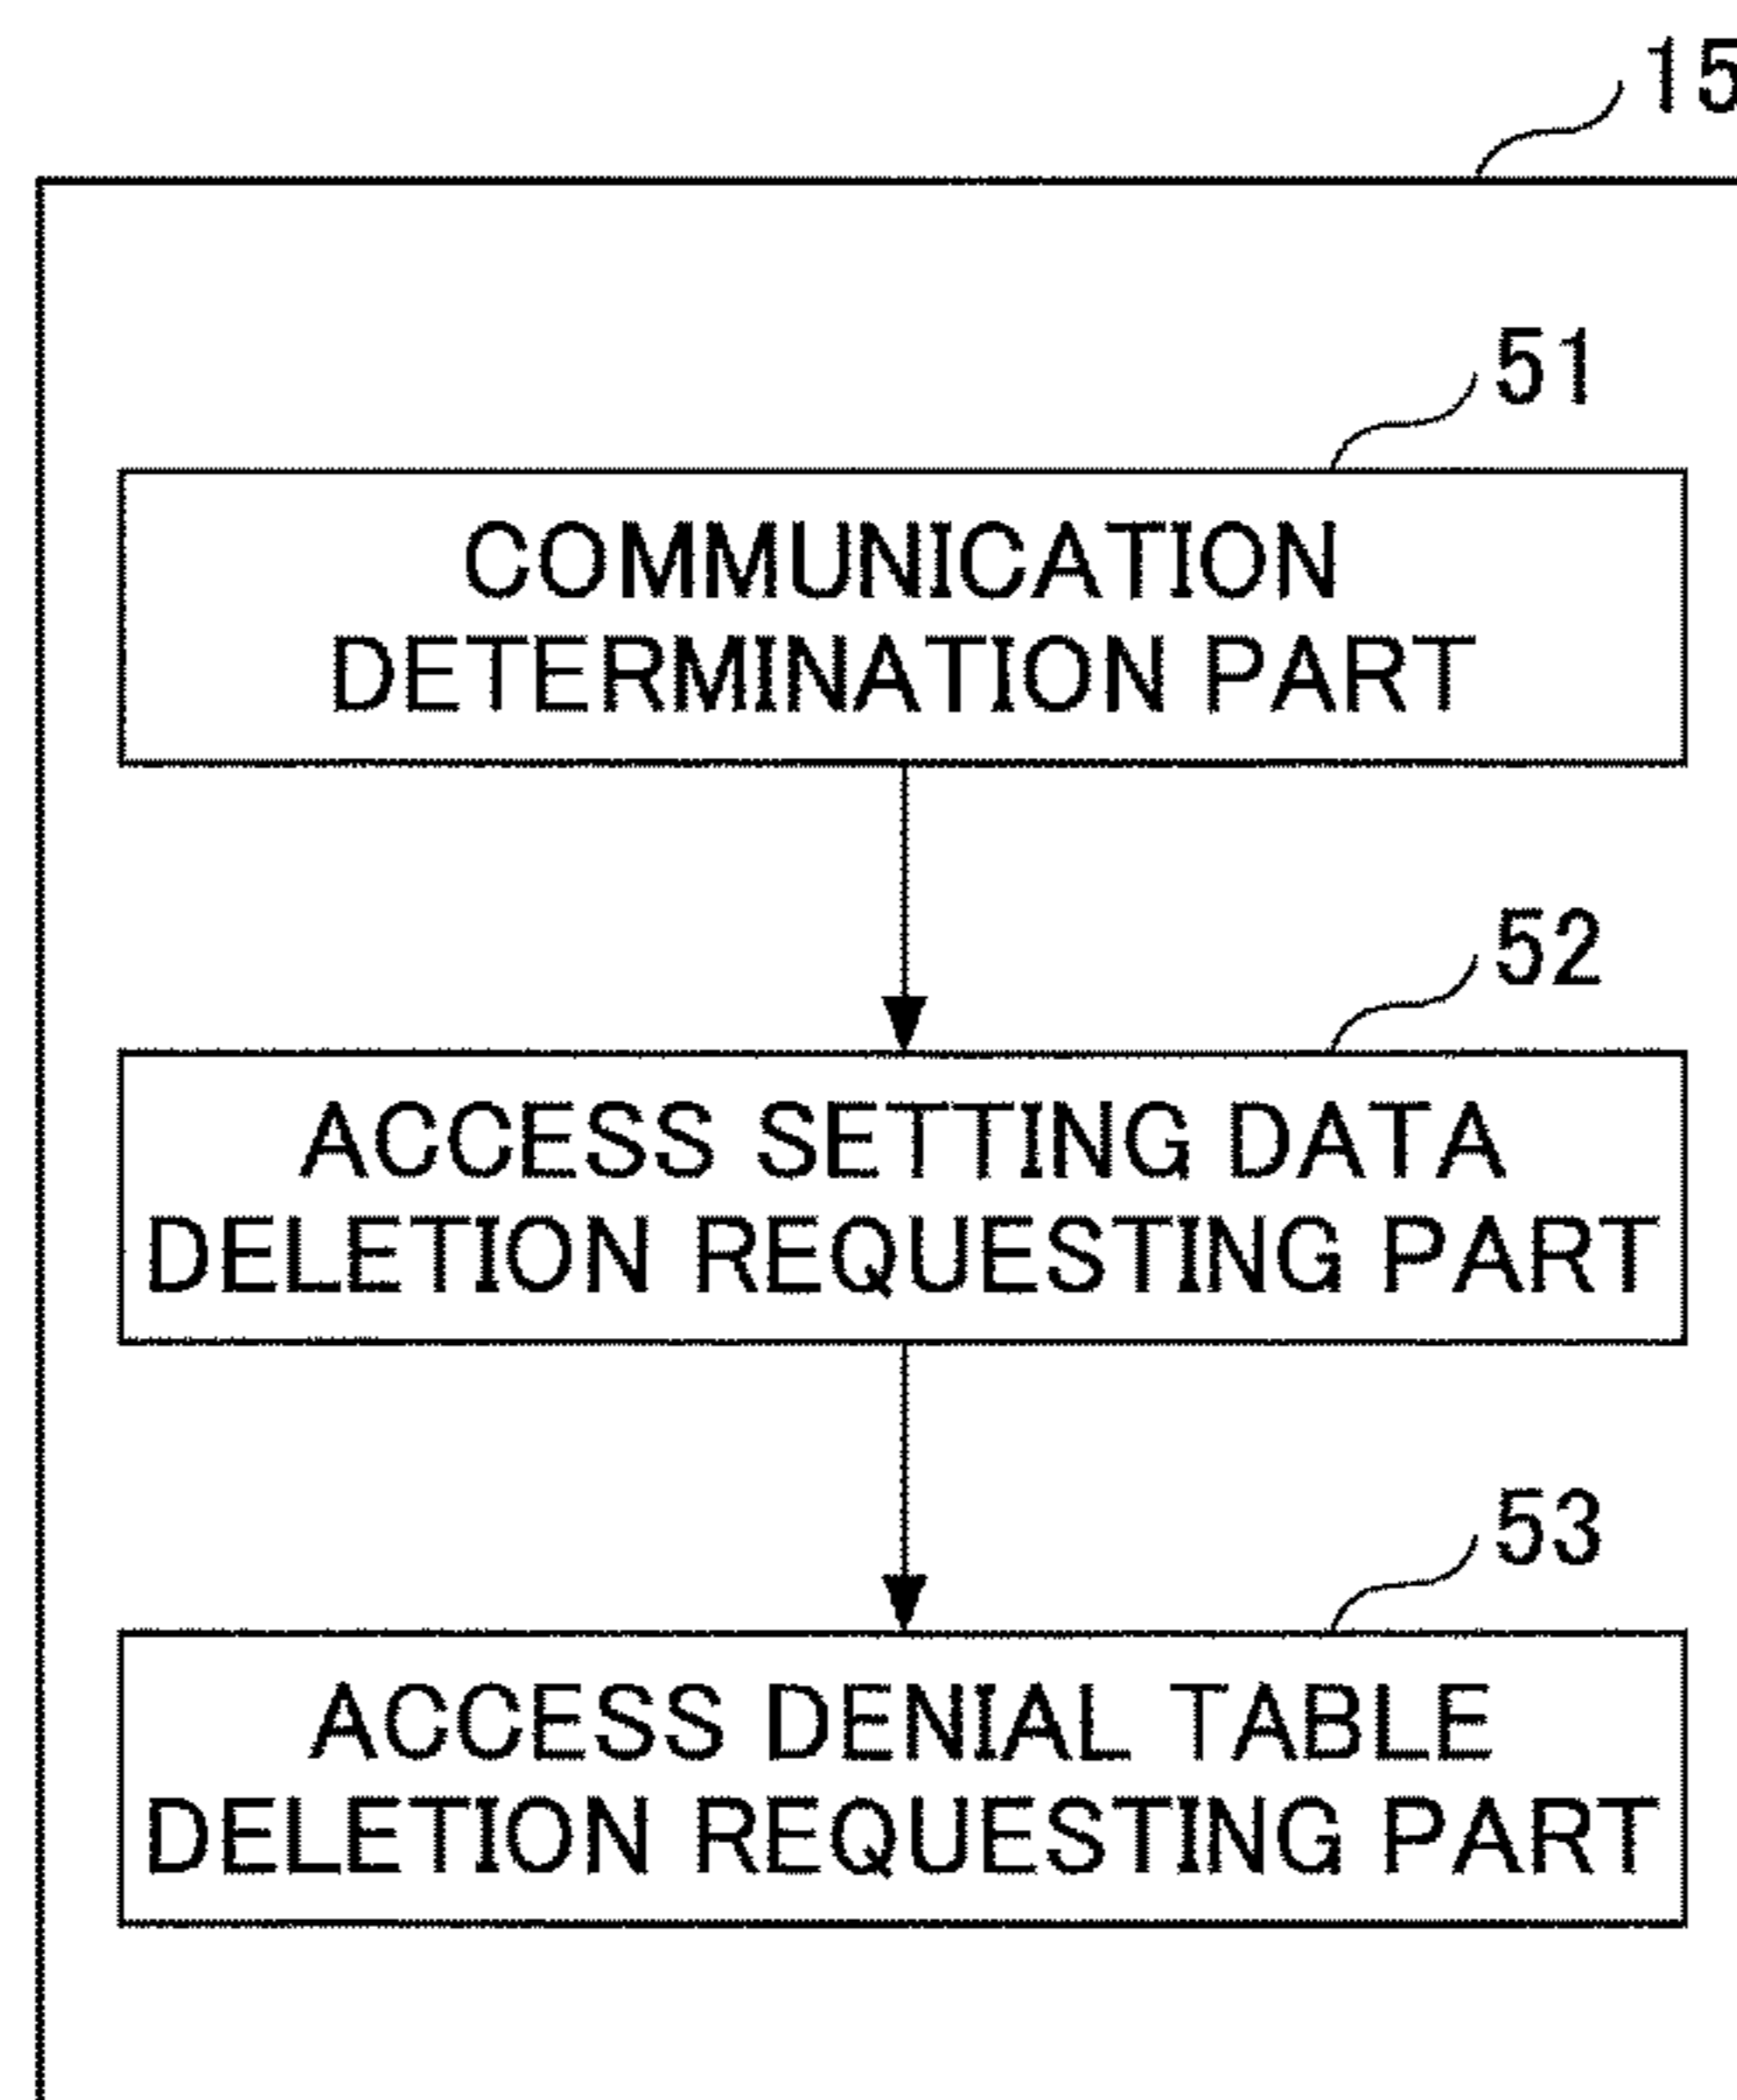 15
51
COMMUNICATION
DETERMINATION PART
52
ACCESS SETTING DATA
DELETION REQUESTING PART
53
ACCESS DENIAL TABLE
DELETION REQUESTING PART